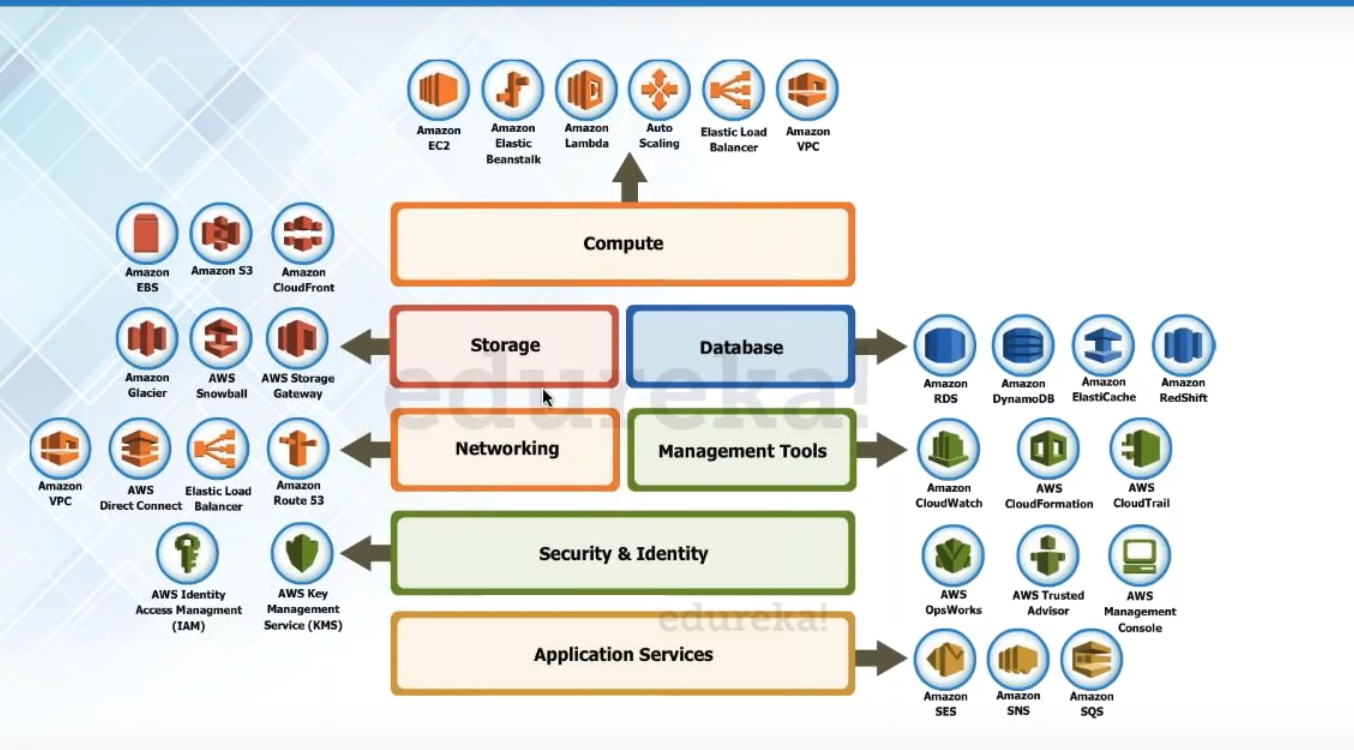 Amazon
EC2
Amazon
Elastic
Beanstalk
Amazon
Lambda
Auto
Scaling
Elastic Load
Balancer
Amazon
VPC
Compute
Amazon
EBS
Amazon S3
Amazon
CloudFront
Storage
Database
Amazon
Glacier
AWS
Snowball
AWS Storage
Gateway
Amazon
RDS
Amazon
DynamoDB
Amazon
ElastiCache
Amazon
RedShift
edureka!
Networking
Management Tools
Amazon
VPC
AWS
Direct Connect
Elastic Load
Balancer
Amazon
Route 53
Amazon
CloudWatch
AWS
CloudFormation
AWS
CloudTrail
Security & Identity
AWS Identity
Access Managment
(IAM)
AWS Key
Management
Service (KMS)
AWS
OpsWorks
AWS Trusted
Advisor
AWS
Management
Console
edureka!
Application Services
Amazon
SES
Amazon
SNS
Amazon
SQS